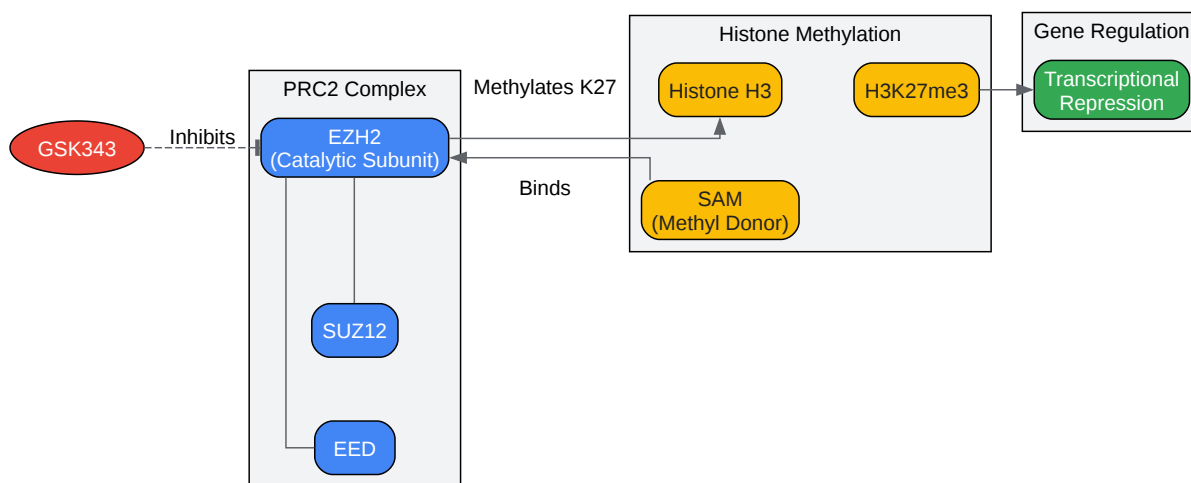 Histone Methylation
Gene Regulation
PRC2 Complex
Methylates K27
Histone H3
H3K27me3
Transcriptional
Repression
GSK343
Inhibits
EZH2
(Catalytic Subunit)
Binds
SAM
(Methyl Donor)
SUZ12
EED